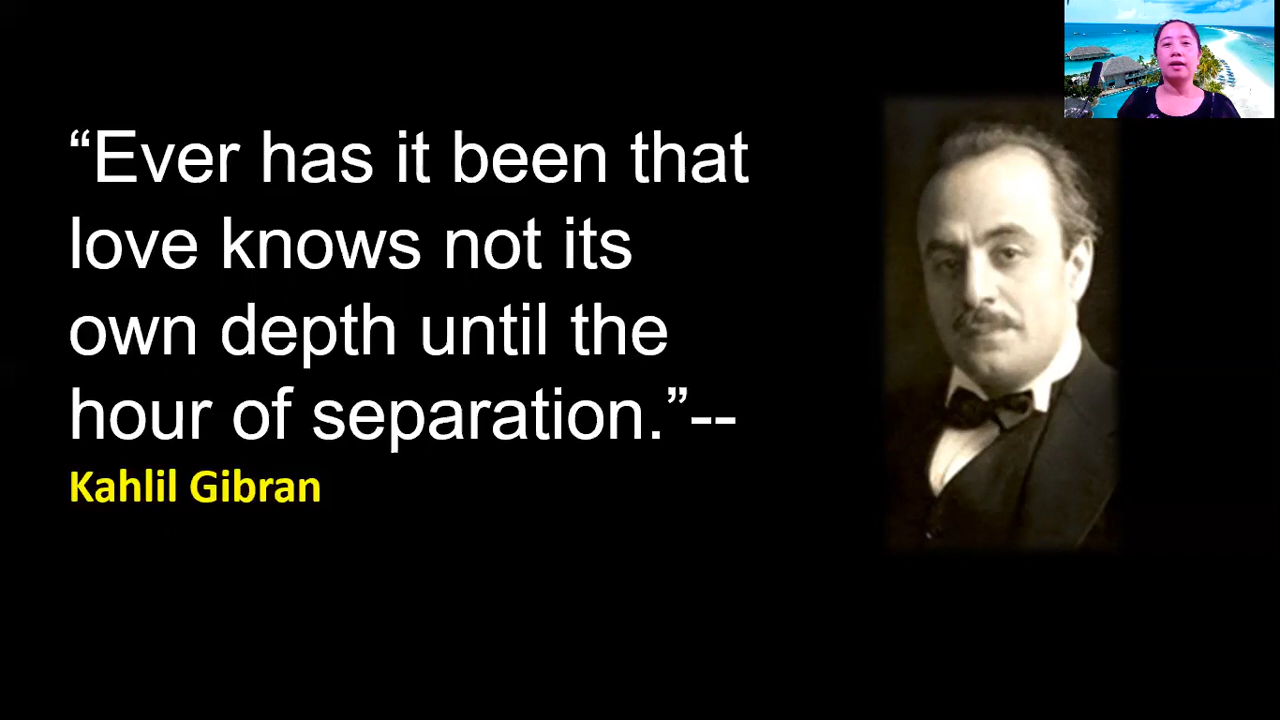 “Ever has it been that
love knows not its
own depth until the
hour of separation.”--
Kahlil Gibran